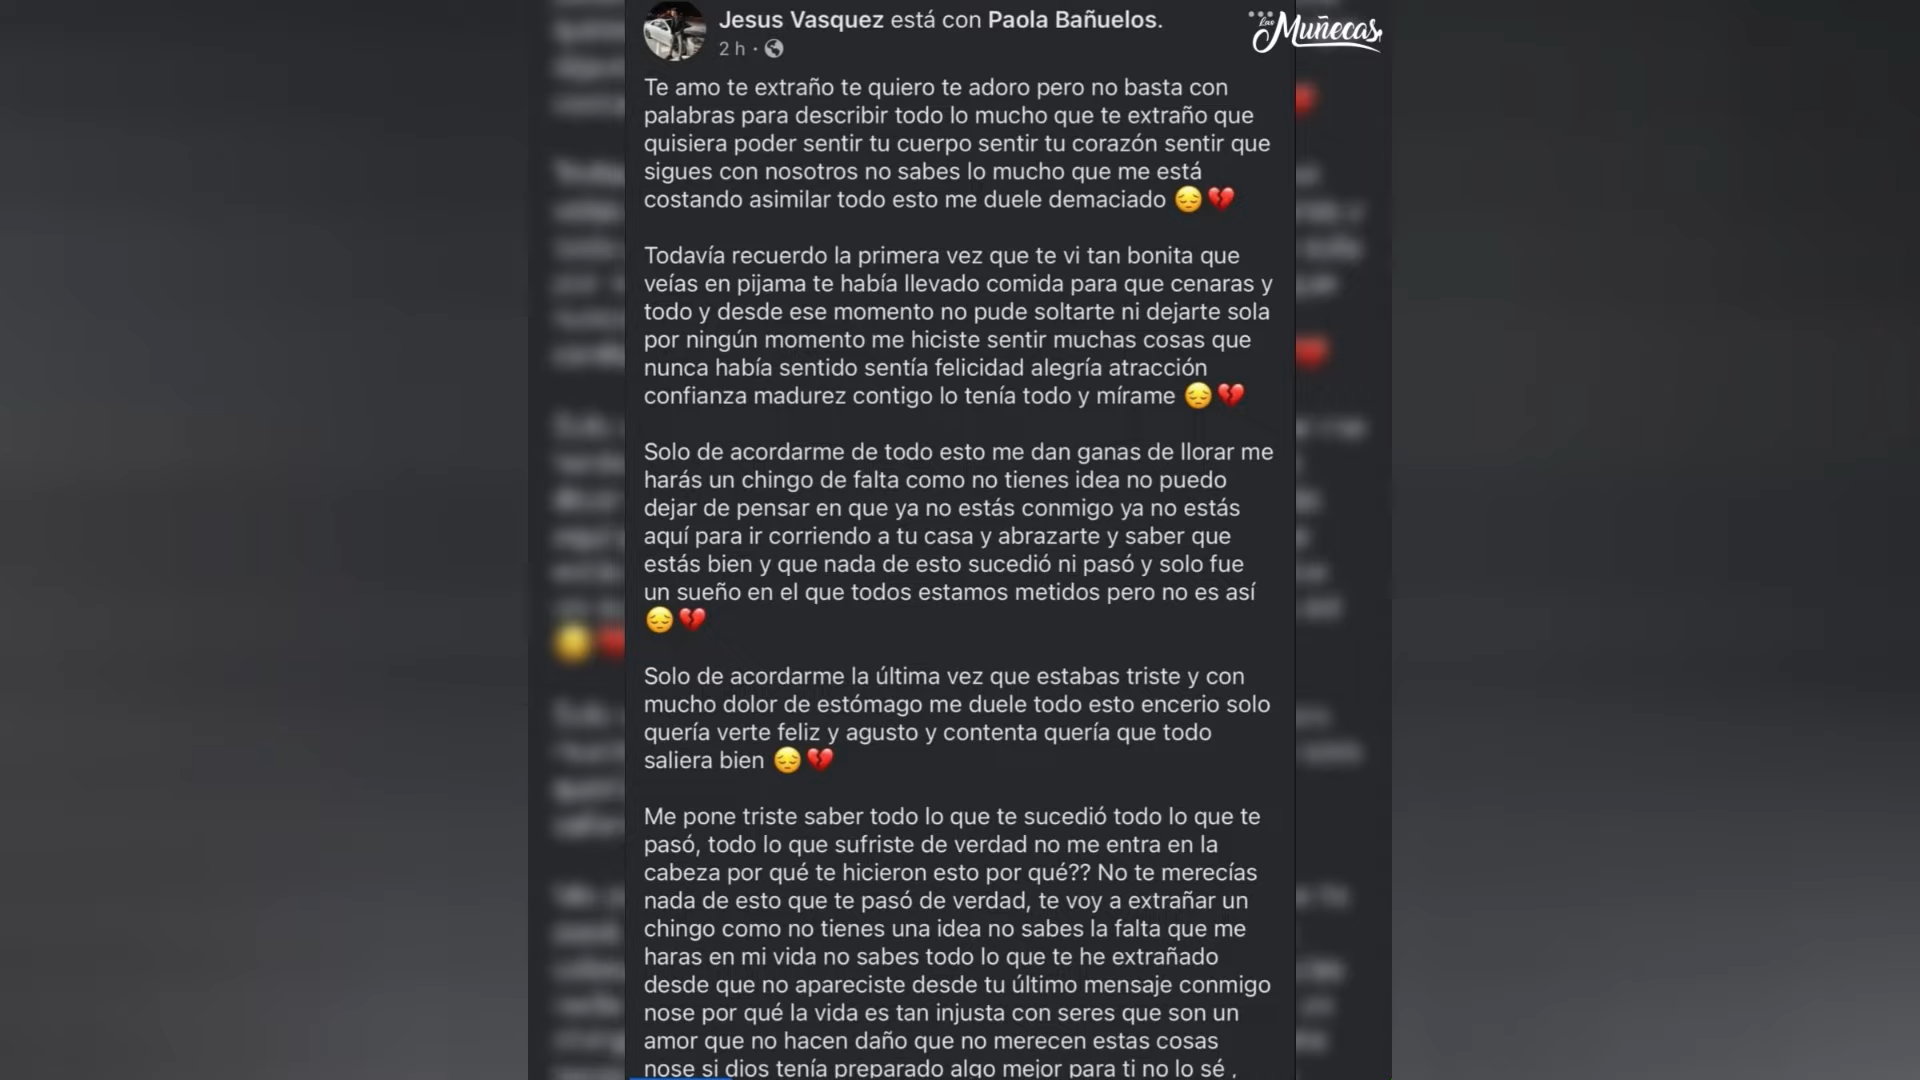 Jesus Vasquez está con Paola Bañuelos.
2 h ·
Las Muñecas
Te amo te extraño te quiero te adoro pero no basta con
palabras para describir todo lo mucho que te extraño que
quisiera poder sentir tu cuerpo sentir tu corazón sentir que
sigues con nosotros no sabes lo mucho que me está
costando asimilar todo esto me duele demaciado 😔💔
Todavía recuerdo la primera vez que te vi tan bonita que
veías en pijama te había llevado comida para que cenaras y
todo y desde ese momento no pude soltarte ni dejarte sola
por ningún momento me hiciste sentir muchas cosas que
nunca había sentido sentía felicidad alegría atracción
confianza madurez contigo lo tenía todo y mírame 😔💔
Solo de acordarme de todo esto me dan ganas de llorar me
harás un chingo de falta como no tienes idea no puedo
dejar de pensar en que ya no estás conmigo ya no estás
aquí para ir corriendo a tu casa y abrazarte y saber que
estás bien y que nada de esto sucedió ni pasó y solo fue
un sueño en el que todos estamos metidos pero no es así
😔💔
Solo de acordarme la última vez que estabas triste y con
mucho dolor de estómago me duele todo esto encerio solo
quería verte feliz y agusto y contenta quería que todo
saliera bien 😔💔
Me pone triste saber todo lo que te sucedió todo lo que te
pasó, todo lo que sufriste de verdad no me entra en la
cabeza por qué te hicieron esto por qué?? No te merecías
nada de esto que te pasó de verdad, te voy a extrañar un
chingo como no tienes una idea no sabes la falta que me
haras en mi vida no sabes todo lo que te he extrañado
desde que no apareciste desde tu último mensaje conmigo
nose por qué la vida es tan injusta con seres que son un
amor que no hacen daño que no merecen estas cosas
nose si dios tenía preparado algo mejor para ti no lo sé ,